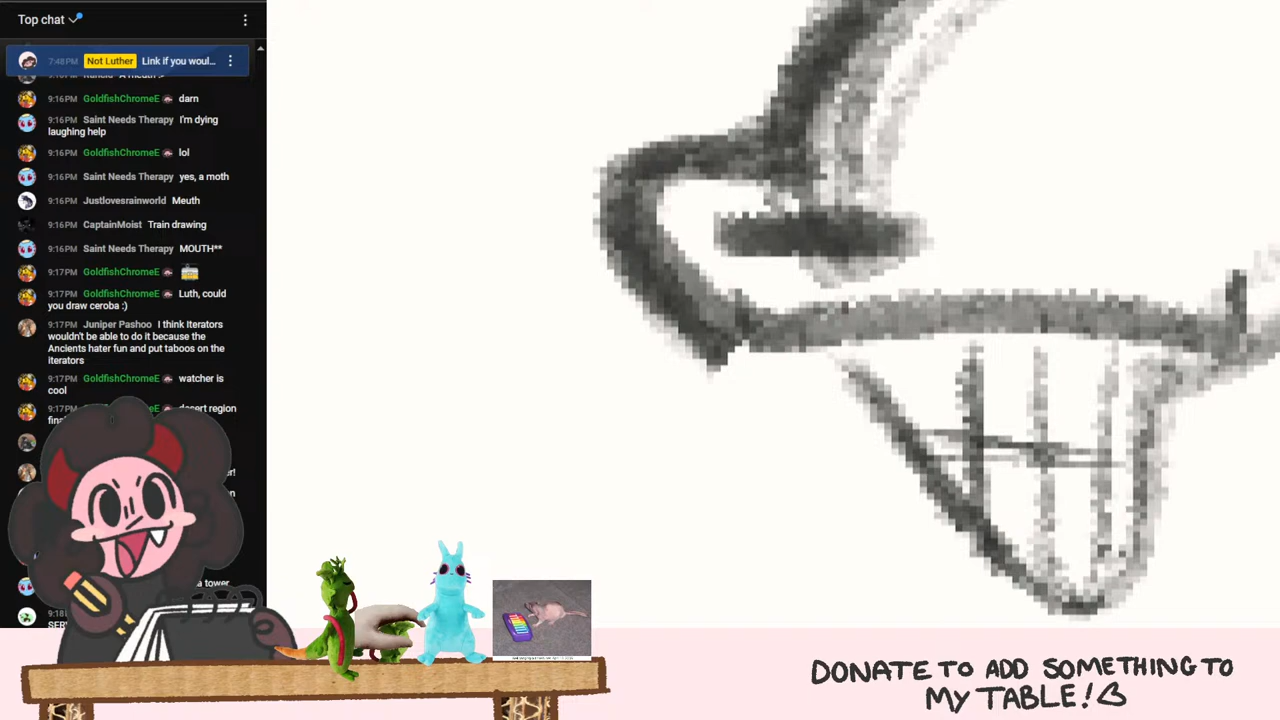 Top chat
7:48PM Not Luther Link if you woul...
9:16PM GoldfishChromeE darn
9:16PM Saint Needs Therapy I'm dying
laughing help
9:16PM GoldfishChromeE lol
9:16PM Saint Needs Therapy yes, a moth
9:16PM Justlovesrainworld Meuth
9:16PM CaptainMoist Train drawing
9:16PM Saint Needs Therapy MOUTH**
9:17PM GoldfishChromeE
9:17PM GoldfishChromeE Luth, could
you draw ceroba :)
9:17PM Juniper Pashoo I think Iterators
wouldn't be able to do it because the
Ancients hater fun and put taboos on the
iterators
9:17PM GoldfishChromeE watcher is
cool
9:17PM GoldfishChromeE desert region
a tower
DONATE TO ADD SOMETHING TO
MY TABLE!